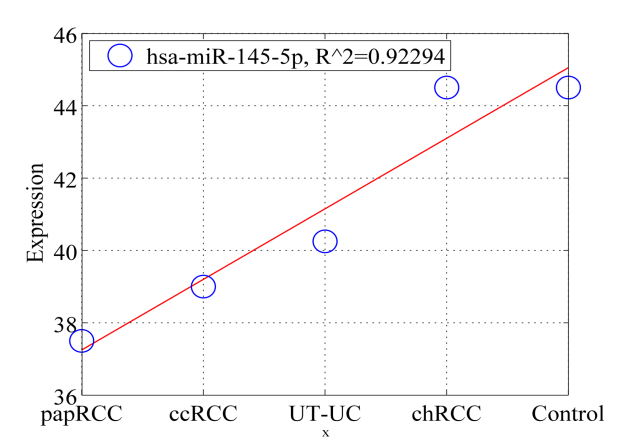 46
hsa-miR-145-5p, R^2=0.92294
44
42
Expression
40
38
36
papRCC ccRCC UT-UC chRCC Control
x